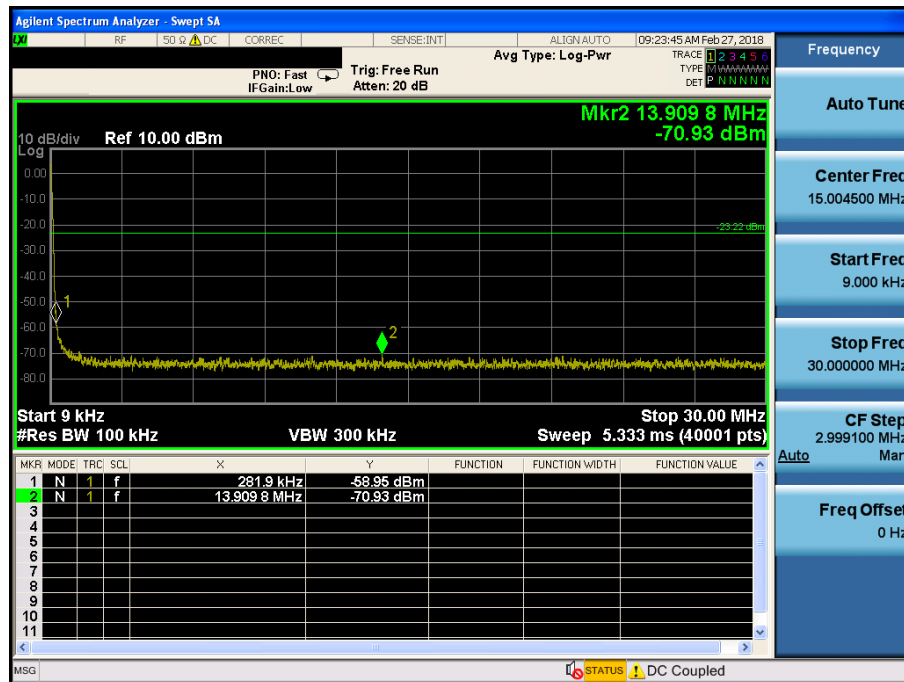 Agilent Spectrum Analyzer - Swept SA
LXI RF 50 Ω DC CORREC SENSE:INT ALIGN AUTO 09:23:45 AM Feb 27, 2018
Frequency
Avg Type: Log-Pwr
TRACE 1 2 3 4 5 6
PNO: Fast Trig: Free Run
TYPE M W W W W W
IFGain:Low Atten: 20 dB
DET P N N N N N
Auto Tune
Mkr2 13.909 8 MHz
-70.93 dBm
10 dB/div Ref 10.00 dBm
Log
0.00
-10.0
-20.0
-30.0
-40.0
-50.0
-60.0
-70.0
-80.0
-23.22 dBm
1
2
Start 9 kHz Stop 30.00 MHz
#Res BW 100 kHz VBW 300 kHz Sweep 5.333 ms (40001 pts)
Center Freq
15.004500 MHz
Start Freq
9.000 kHz
Stop Freq
30.000000 MHz
CF Step
2.999100 MHz
Auto Man
Freq Offset
0 Hz
MKR MODE TRC SCL X Y FUNCTION FUNCTION WIDTH FUNCTION VALUE
1 N 1 f 281.9 kHz -58.95 dBm
2 N 1 f 13.909 8 MHz -70.93 dBm
3
4
5
6
7
8
9
10
11
MSG STATUS DC Coupled